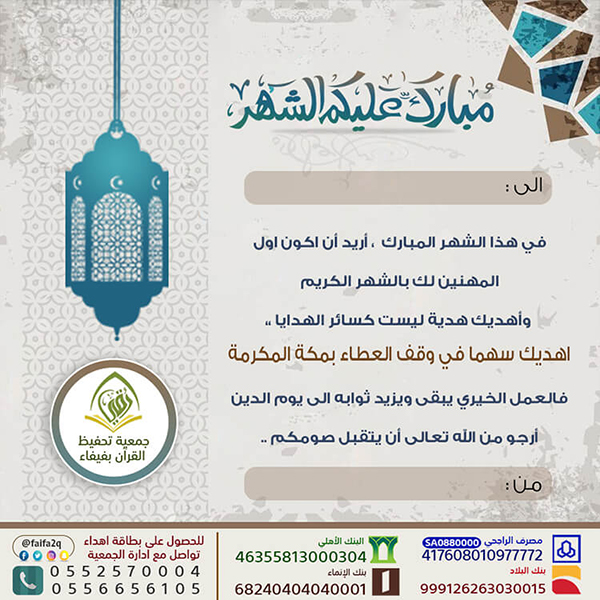 مبارك عليكم الشهر
الى :
في هذا الشهر المبارك ، أريد أن اكون اول
المهنين لك بالشهر الكريم
وأهديك هدية ليست كسائر الهدايا ،،
اهديك سهما في وقف العطاء بمكة المكرمة
فالعمل الخيري يبقى ويزيد ثوابه الى يوم الدين
أرجو من الله تعالى أن يتقبل صومكم ..
من :
جمعية تحفيظ
القرآن بفيفاء
مصرف الراجحي SA0880000
417608010977772
بنك البلاد
999126263030015
البنك الأهلي
46355813000304
بنك الإنماء
68240404040001
للحصول على بطاقة اهداء
تواصل مع ادارة الجمعية
@faifa2q
0552570004
0556656105